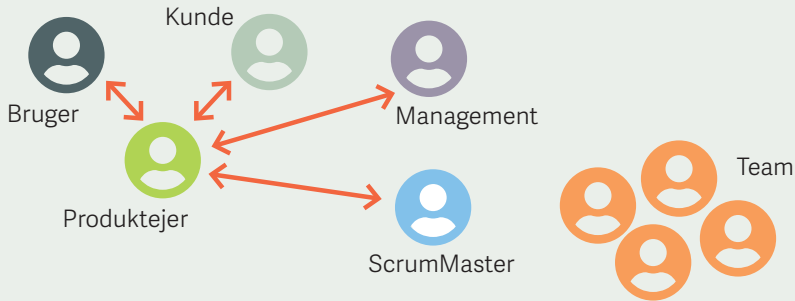 Kunde
Bruger
Management
Produktejer
Team
ScrumMaster